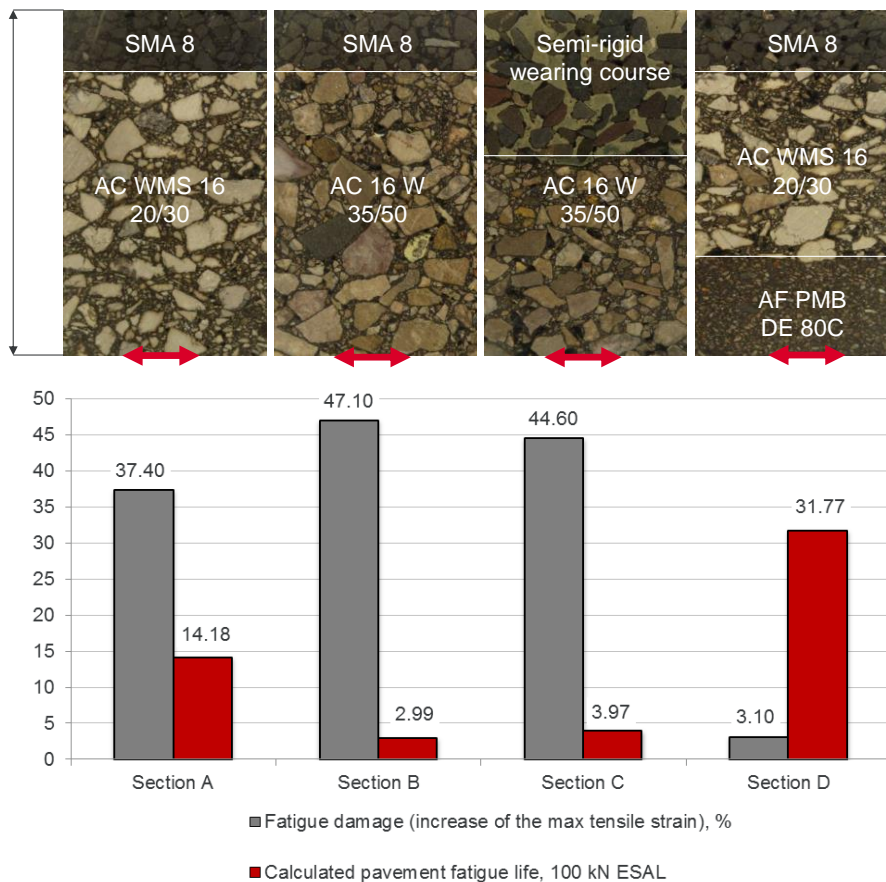 SMA 8
SMA 8
Semi-rigid
wearing course
SMA 8
AC WMS 16
20/30
AC 16 W
35/50
AC 16 W
35/50
AC WMS 16
20/30
AF PMB
DE 80C
50
45
40
35
30
25
20
15
10
5
0
37.40
14.18
47.10
2.99
44.60
3.97
3.10
31.77
Section A
Section B
Section C
Section D
Fatigue damage (increase of the max tensile strain), %
Calculated pavement fatigue life, 100 kN ESAL